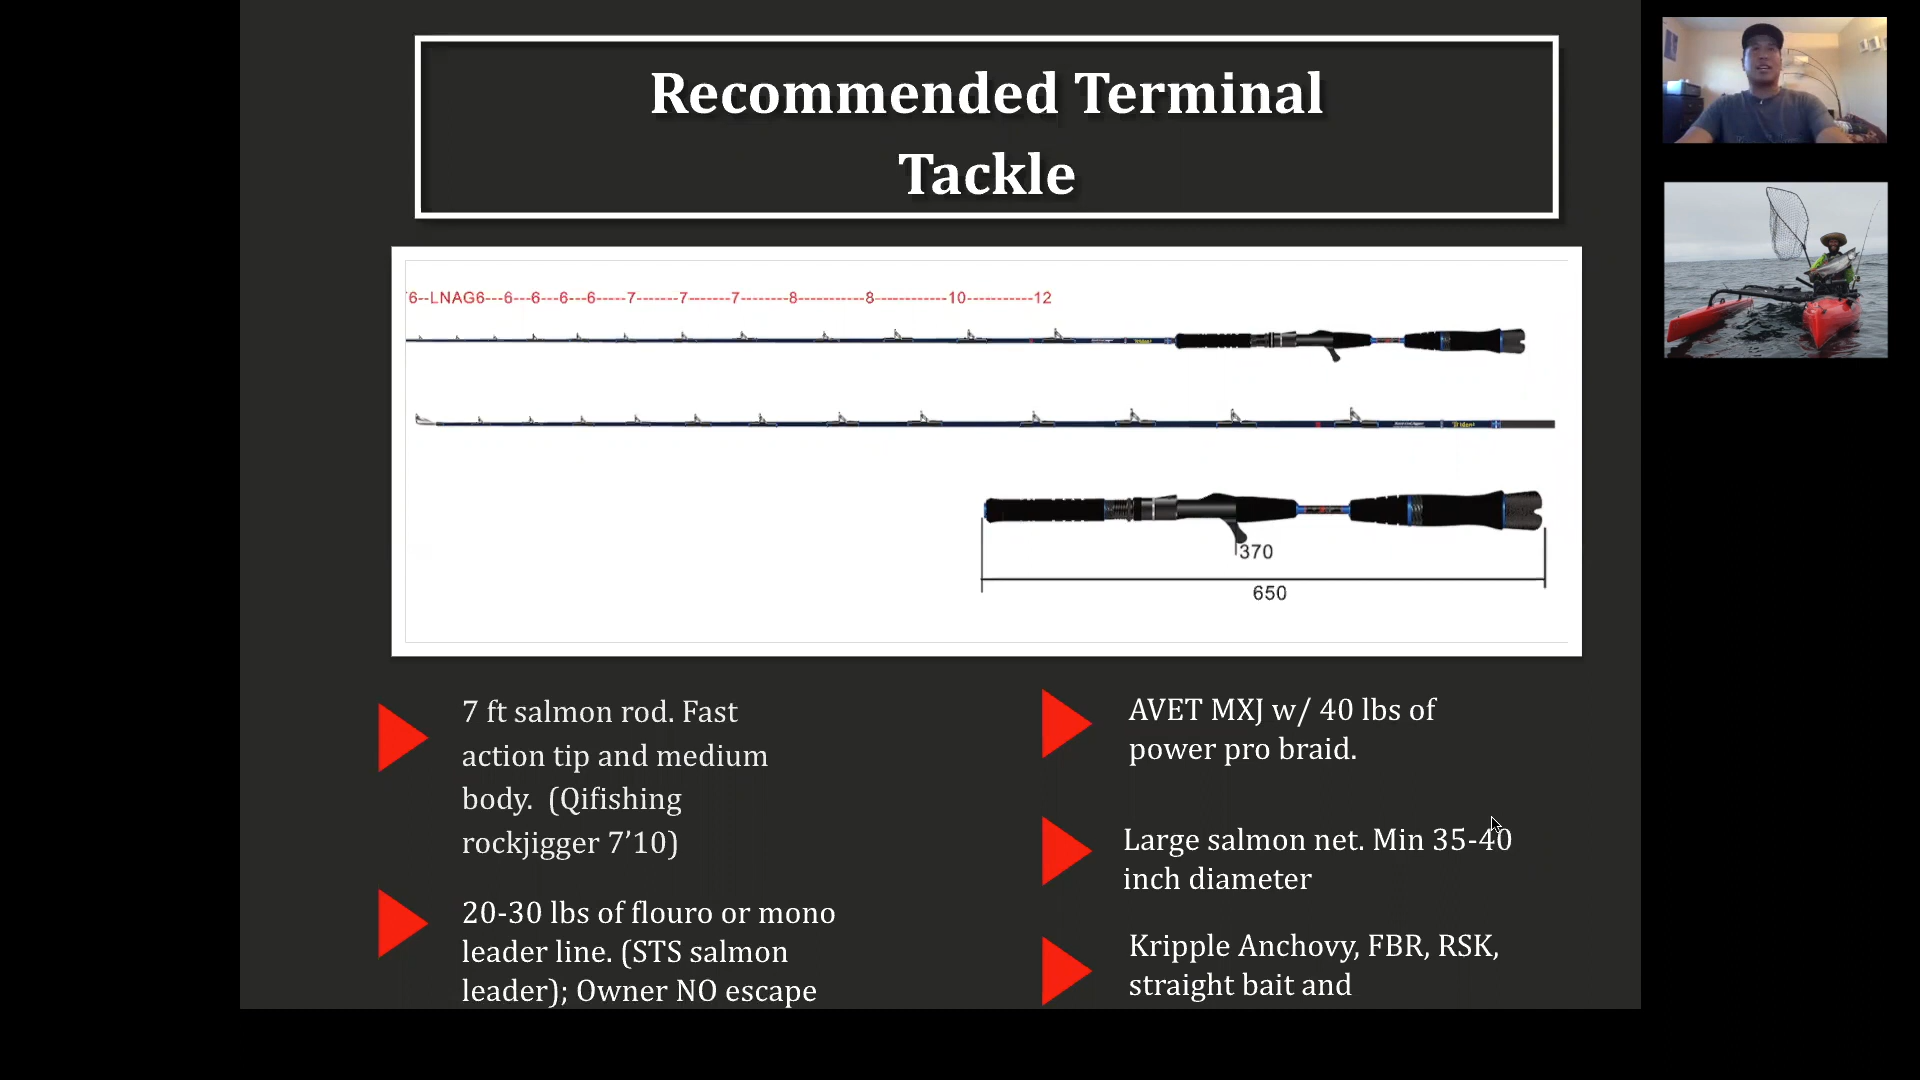 Recommended Terminal
Tackle
6--LNAG6---6---6---6---6-----7-------7-------7--------8-----------8------------10-----------12
370
650
7 ft salmon rod. Fast
action tip and medium
body.  (Qifishing
rockjigger 7’10)
20-30 lbs of flouro or mono
leader line. (STS salmon
leader); Owner NO escape
AVET MXJ w/ 40 lbs of
power pro braid.
Large salmon net. Min 35-40
inch diameter
Kripple Anchovy, FBR, RSK,
straight bait and